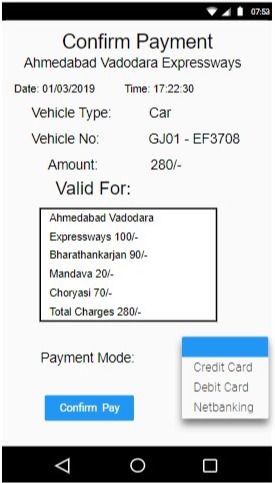 07:53
Confirm Payment
Ahmedabad Vadodara Expressways
Date: 01/03/2019 Time: 17:22:30
Vehicle Type: Car
Vehicle No: GJ01 - EF3708
Amount: 280/-
Valid For:
Ahmedabad Vadodara
Expressways 100/-
Bharathankarjan 90/-
Mandava 20/-
Choryasi 70/-
Total Charges 280/-
Payment Mode:
Credit Card
Debit Card
Netbanking
Confirm Pay